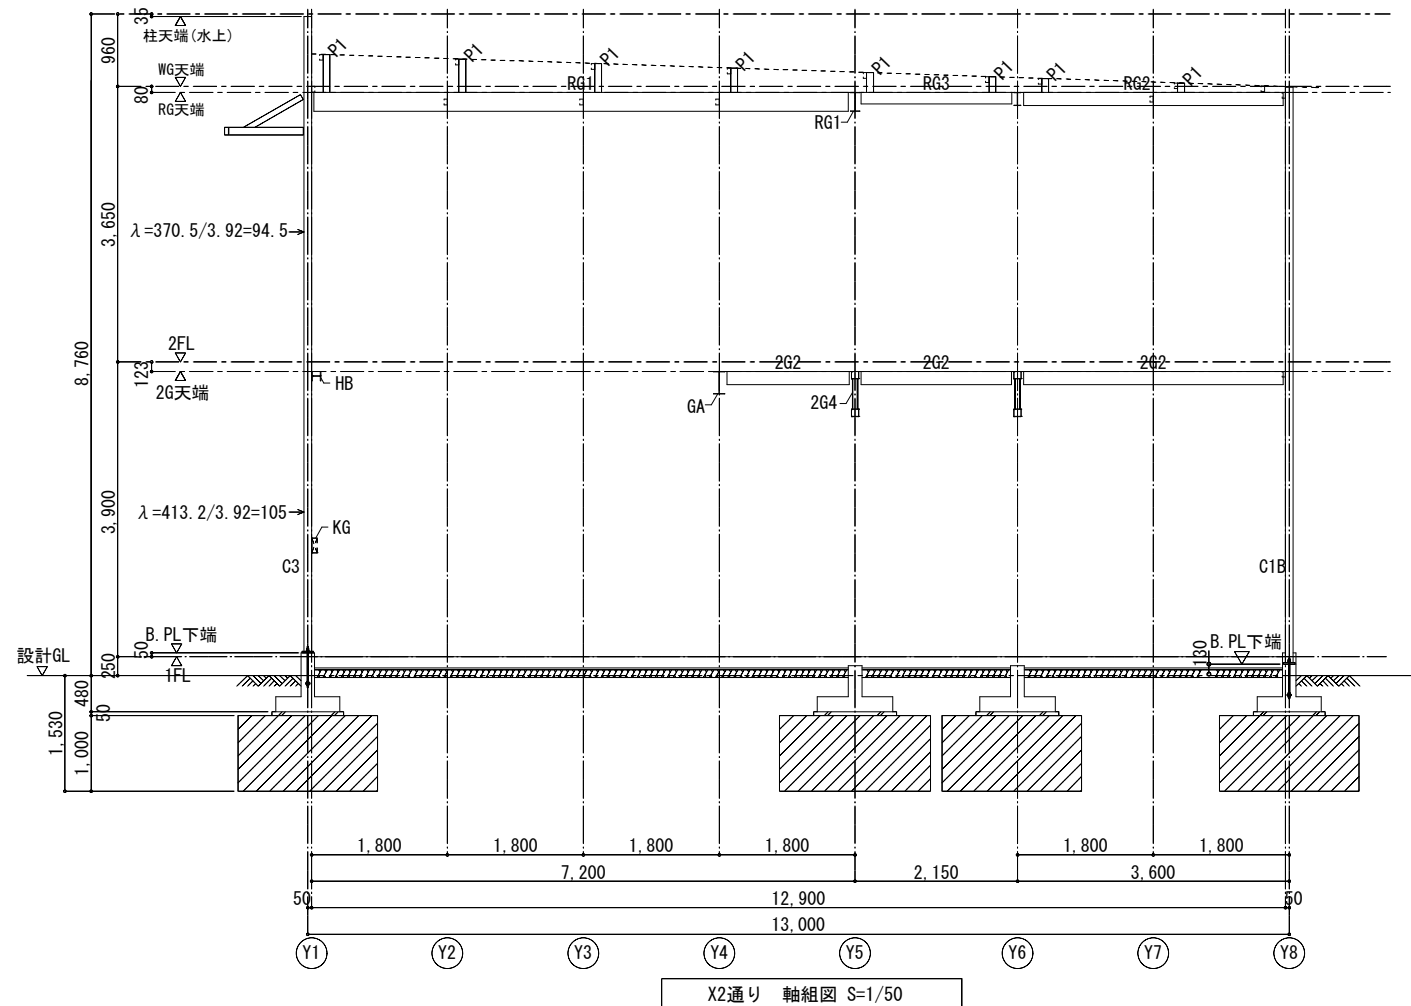 35
柱天端(水上)
960
WG天端
80
RG天端
P1
P1
P1
P1
P1
P1
P1
P1
RG1
RG3
RG2
RG1
3,650
λ=370.5/3.92=94.5
8,760
2FL
123
2G天端
HB
2G2
2G2
2G2
GA
2G4
3,900
λ=413.2/3.92=105
KG
C3
C1B
50
B.PL下端
130
B.PL下端
設計GL
250
1FL
480
50
1,530
1,000
1,800
1,800
1,800
1,800
1,800
1,800
7,200
2,150
3,600
50
12,900
50
13,000
Y1
Y2
Y3
Y4
Y5
Y6
Y7
Y8
X2通り 軸組図 S=1/50